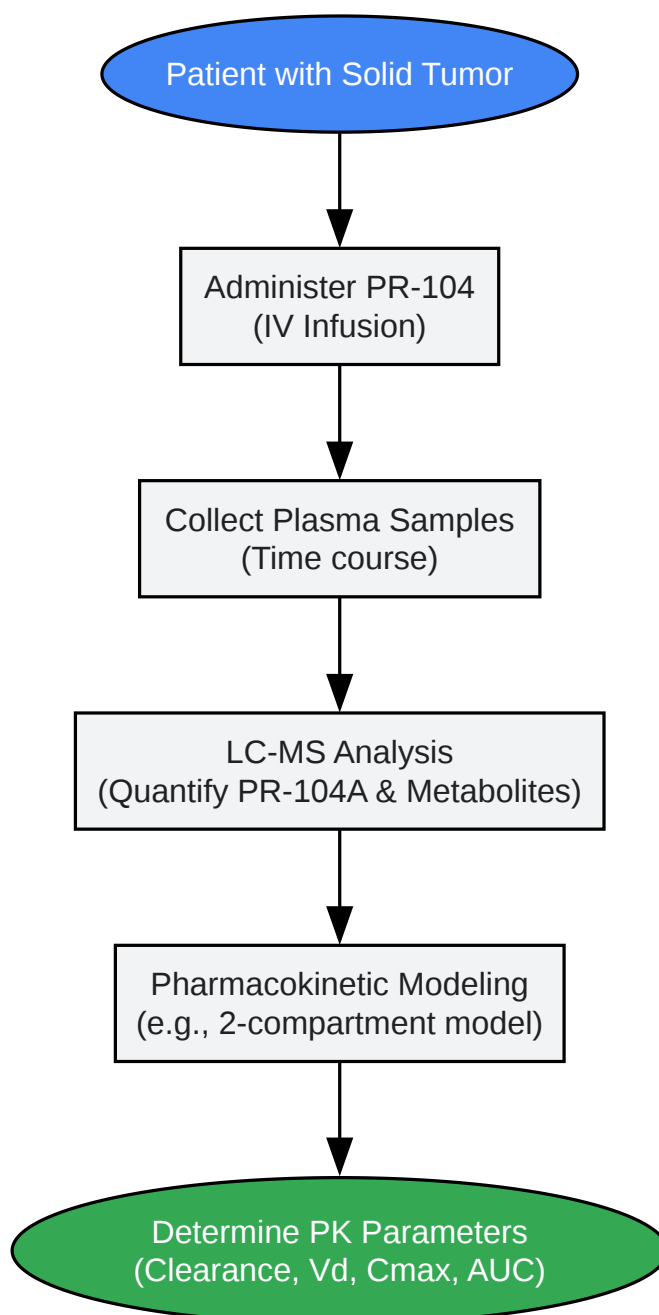 Patient with Solid Tumor
Administer PR-104
(IV Infusion)
Collect Plasma Samples
(Time course)
LC-MS Analysis
(Quantify PR-104A & Metabolites)
Pharmacokinetic Modeling
(e.g., 2-compartment model)
Determine PK Parameters
(Clearance, Vd, Cmax, AUC)